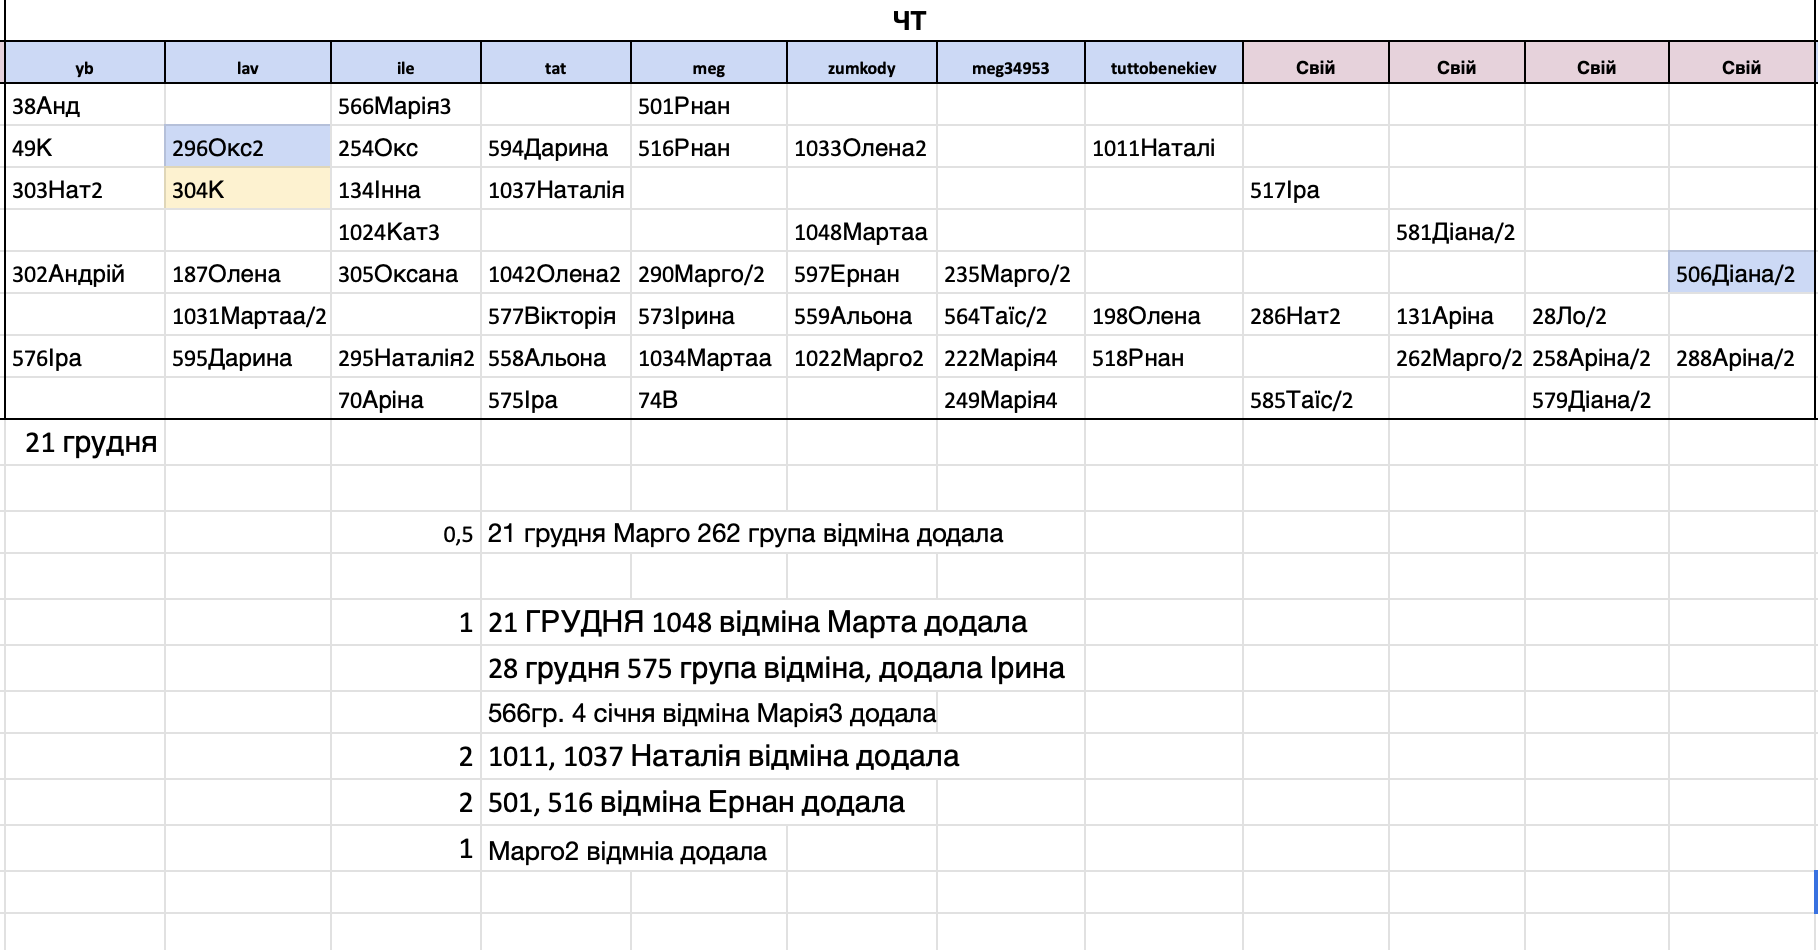 ЧТ
yb lav ile tat meg zumkody meg34953 tuttobenekiev Свій Свій Свій Свій
38Анд 566Марія3 501Рнан
49К 296Окс2 254Окс 594Дарина 516Рнан 1033Олена2 1011Наталі
303Нат2 304К 134Інна 1037Наталія 517Іра
1024Кат3 1048Мартаа 581Діана/2
302Андрій 187Олена 305Оксана 1042Олена2 290Марго/2 597Ернан 235Марго/2 506Діана/2
1031Мартаа/2 577Вікторія 573Ірина 559Альона 564Таїс/2 198Олена 286Нат2 131Аріна 28Ло/2
576Іра 595Дарина 295Наталія2 558Альона 1034Мартаа 1022Марго2 222Марія4 518Рнан 262Марго/2 258Аріна/2 288Аріна/2
70Аріна 575Іра 74В 249Марія4 585Таїс/2 579Діана/2
21 грудня
0,5 21 грудня Марго 262 група відміна додала
1 21 ГРУДНЯ 1048 відміна Марта додала
28 грудня 575 група відміна, додала Ірина
566гр. 4 січня відміна Марія3 додала
2 1011, 1037 Наталія відміна додала
2 501, 516 відміна Ернан додала
1 Марго2 відмніа додала